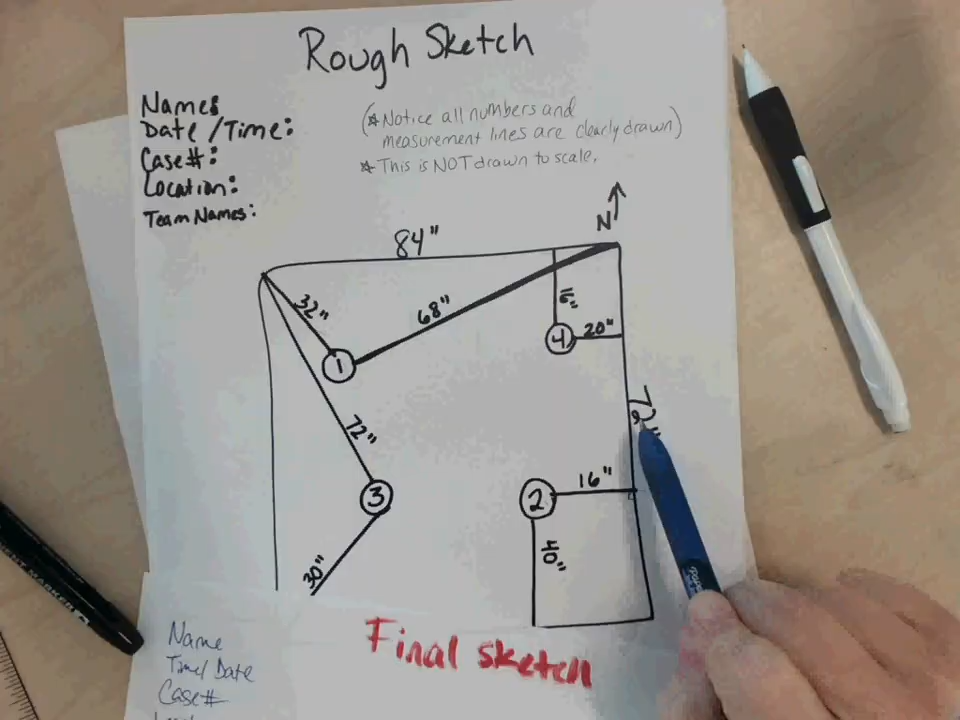 Rough Sketch
Name:
Date/Time:
Case#:
Location:
Team Names:
(* Notice all numbers and
measurement lines are clearly drawn)
* This is NOT drawn to scale.
N
84"
32"
68"
20"
1
4
72"
72"
3
2
16"
40"
30"
Final sketch
Name
Time/Date
Case#